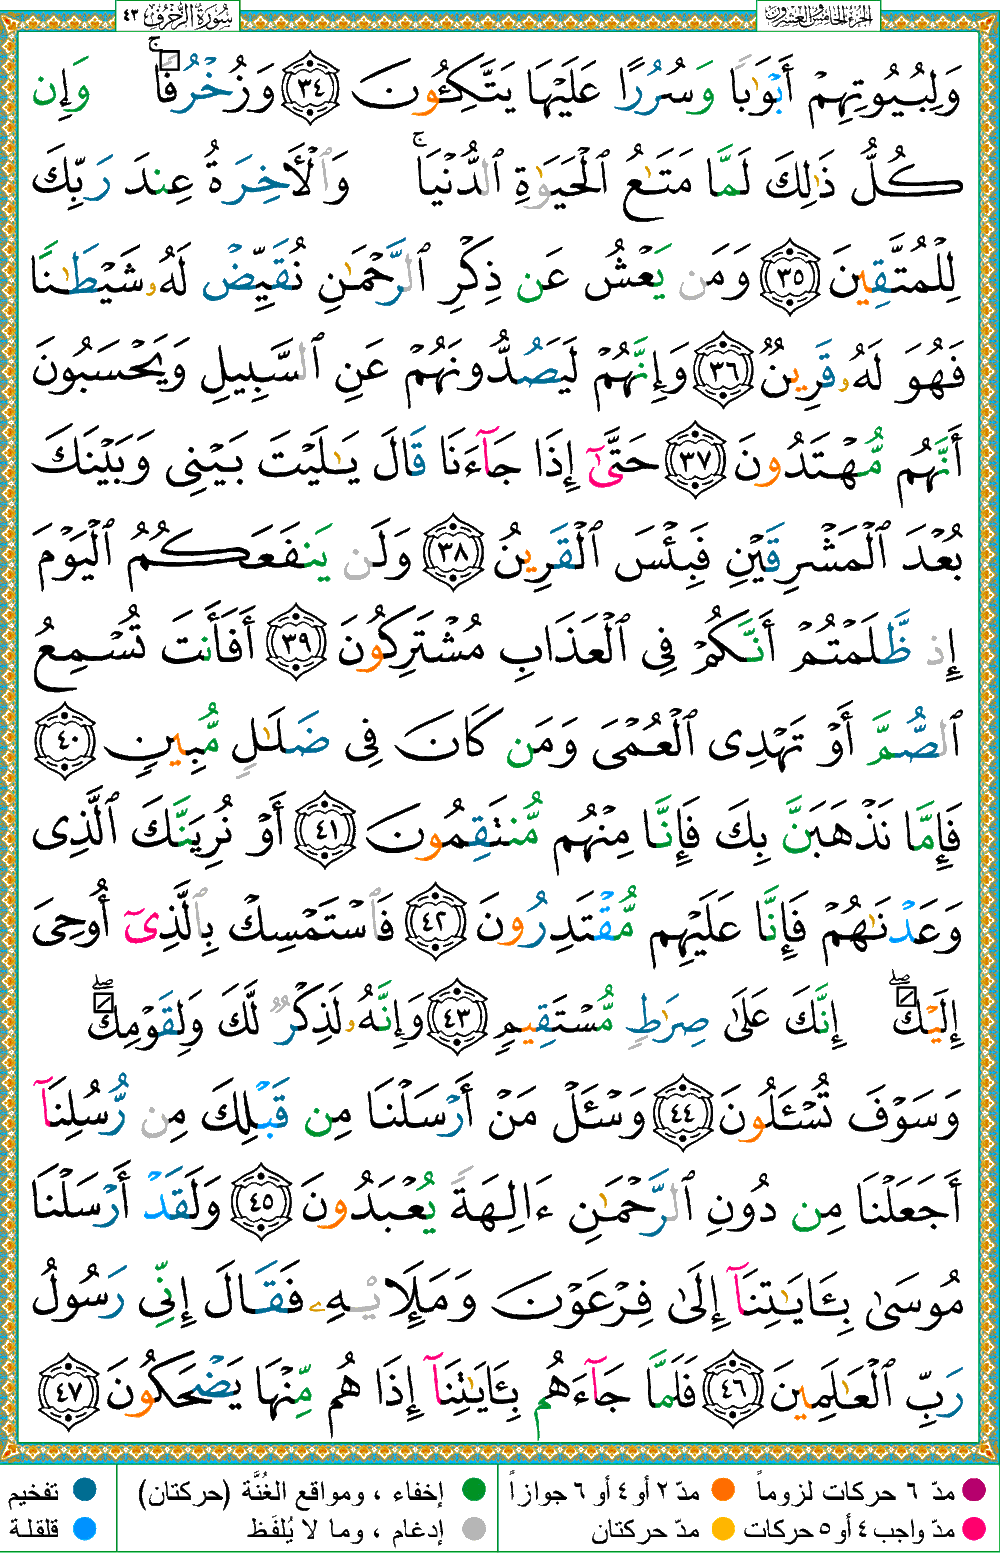 الجزء الخامس والعشرون
سُورَةُ الزُّخْرُفِ ٤٣
وَلِبُيُوتِهِمْ أَبْوَٰبًا وَسُرُرًا عَلَيْهَا يَتَّكِـُٔونَ ٣٤ وَزُخْرُفًا ۚ وَإِن
كُلُّ ذَٰلِكَ لَمَّا مَتَـٰعُ ٱلْحَيَوٰةِ ٱلدُّنْيَا ۚ وَٱلْـَٔاخِرَةُ عِندَ رَبِّكَ
لِلْمُتَّقِينَ ٣٥ وَمَن يَعْشُ عَن ذِكْرِ ٱلرَّحْمَـٰنِ نُقَيِّضْ لَهُۥ شَيْطَـٰنًا
فَهُوَ لَهُۥ قَرِينٌ ٣٦ وَإِنَّهُمْ لَيَصُدُّونَهُمْ عَنِ ٱلسَّبِيلِ وَيَحْسَبُونَ
أَنَّهُم مُّهْتَدُونَ ٣٧ حَتَّىٰٓ إِذَا جَآءَنَا قَالَ يَـٰلَيْتَ بَيْنِى وَبَيْنَكَ
بُعْدَ ٱلْمَشْرِقَيْنِ فَبِئْسَ ٱلْقَرِينُ ٣٨ وَلَن يَنفَعَكُمُ ٱلْيَوْمَ
إِذ ظَّلَمْتُمْ أَنَّكُمْ فِى ٱلْعَذَابِ مُشْتَرِكُونَ ٣٩ أَفَأَنتَ تُسْمِعُ
ٱلصُّمَّ أَوْ تَهْدِى ٱلْعُمْىَ وَمَن كَانَ فِى ضَلَـٰلٍ مُّبِينٍ ٤٠
فَإِمَّا نَذْهَبَنَّ بِكَ فَإِنَّا مِنْهُم مُّنتَقِمُونَ ٤١ أَوْ نُرِيَنَّكَ ٱلَّذِى
وَعَدْنَـٰهُمْ فَإِنَّا عَلَيْهِم مُّقْتَدِرُونَ ٤٢ فَٱسْتَمْسِكْ بِٱلَّذِىٓ أُوحِىَ
إِلَيْكَ ۖ إِنَّكَ عَلَىٰ صِرَٰطٍ مُّسْتَقِيمٍ ٤٣ وَإِنَّهُۥ لَذِكْرٌ لَّكَ وَلِقَوْمِكَ ۖ
وَسَوْفَ تُسْـَٔلُونَ ٤٤ وَسْـَٔلْ مَنْ أَرْسَلْنَا مِن قَبْلِكَ مِن رُّسُلِنَآ
أَجَعَلْنَا مِن دُونِ ٱلرَّحْمَـٰنِ ءَالِهَةً يُعْبَدُونَ ٤٥ وَلَقَدْ أَرْسَلْنَا
مُوسَىٰ بِـَٔايَـٰتِنَآ إِلَىٰ فِرْعَوْنَ وَمَلَإِي۟هِۦ فَقَالَ إِنِّى رَسُولُ
رَبِّ ٱلْعَـٰلَمِينَ ٤٦ فَلَمَّا جَآءَهُم بِـَٔايَـٰتِنَآ إِذَا هُم مِّنْهَا يَضْحَكُونَ ٤٧
مدّ ٦ حركات لزوماً مدّ ٢ أو ٤ أو ٦ جوازاً إخفاء ، ومواقع الغُنَّة (حركتان) تفخيم
مدّ واجب ٤ أو ٥ حركات مدّ حركتان إدغام ، وما لا يُلفَظ قلقلة